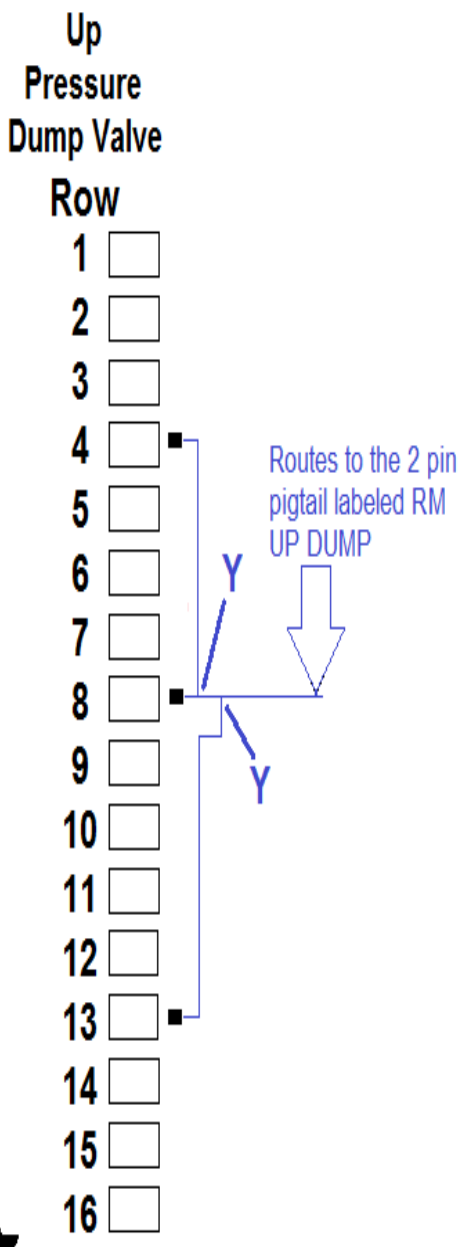 Up
Pressure
Dump Valve
Row
1
2
3
4
5
6
7
8
9
10
11
12
13
14
15
16
Routes to the 2 pin
pigtail labeled RM
UP DUMP
Y
Y